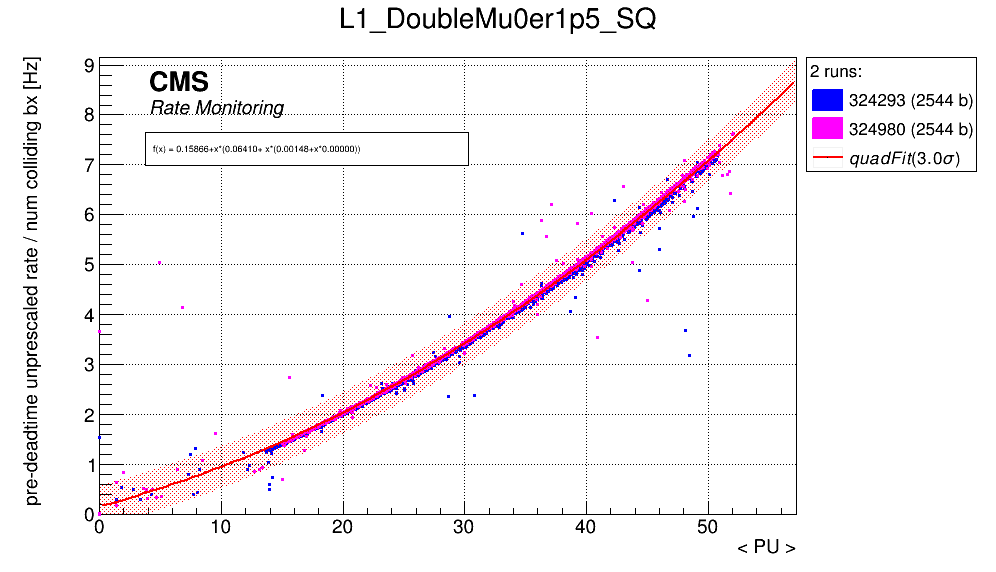 L1_DoubleMu0er1p5_SQ
pre-deadtime unprescaled rate / num colliding bx [Hz]
9
8
7
6
5
4
3
2
1
0
CMS
Rate Monitoring
f(x) = 0.15866+x*(0.06410+ x*(0.00148+x*0.00000))
0 10 20 30 40 50
< PU >
2 runs:
324293 (2544 b)
324980 (2544 b)
quadFit(3.0σ)